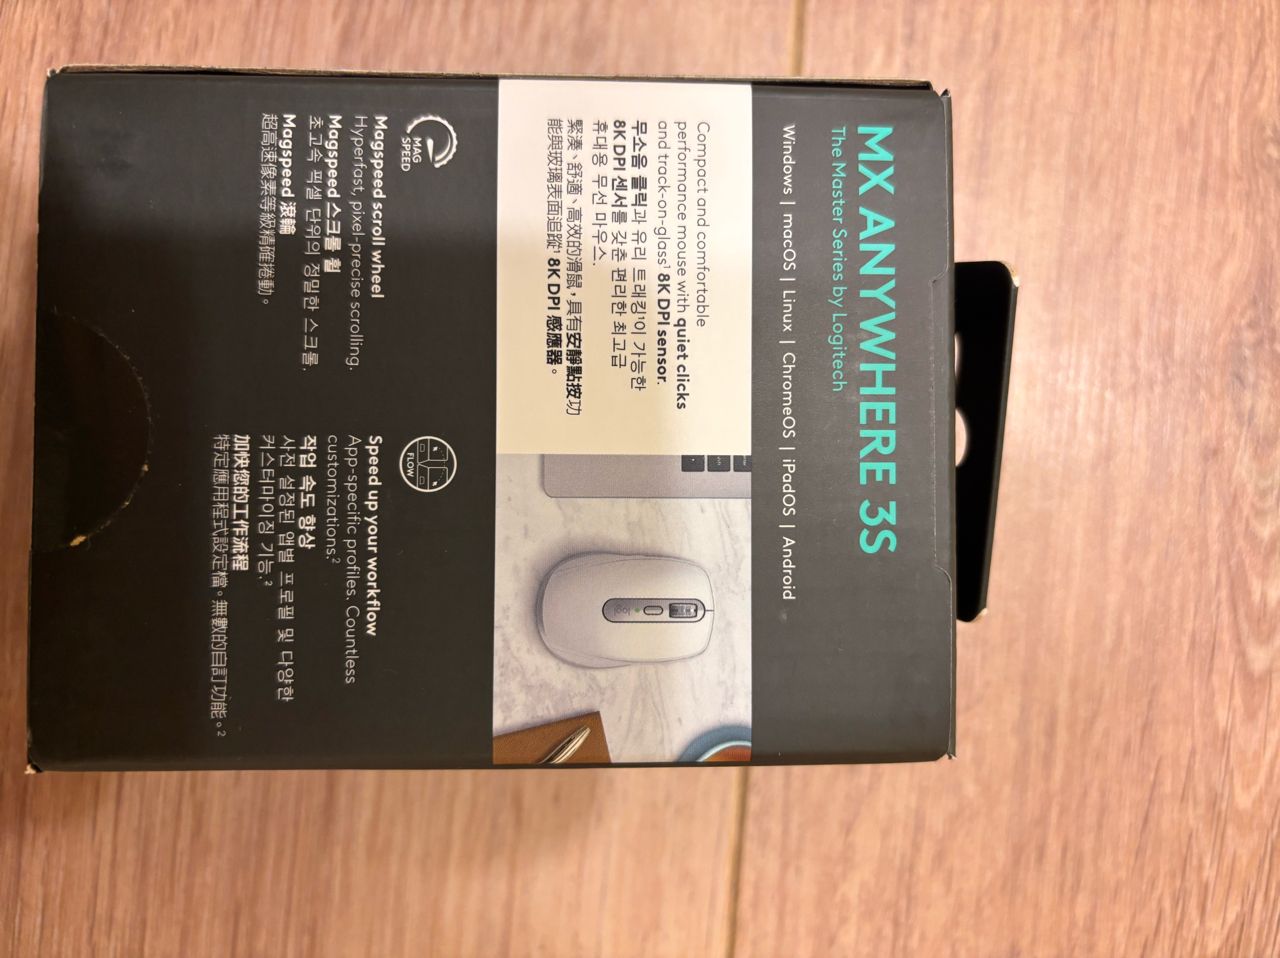 MX ANYWHERE 3S
The Master Series by Logitech
Windows | macOS | Linux | ChromeOS | iPadOS | Android
Compact and comfortable
performance mouse with quiet clicks
and track-on-glass¹ 8K DPI sensor.
무소음 클릭과 유리 트래킹¹이 가능한
8K DPI 센서를 갖춘 편리한 최고급
휴대용 무선 마우스.
緊湊、舒適、高效的滑鼠，具有安靜點按功
能與玻璃表面追蹤¹ 8K DPI 感應器。
logi
MAG
SPEED
Magspeed scroll wheel
Hyperfast, pixel-precise scrolling.
Magspeed 스크롤 휠
초고속 픽셀 단위의 정밀한 스크롤.
Magspeed 滾輪
超高速像素等級精確捲動。
FLOW
Speed up your workflow
App-specific profiles. Countless
customizations.²
작업 속도 향상
사전 설정된 앱별 프로필 및 다양한
커스터마이징 기능.²
加快您的工作流程
特定應用程式設定檔。無數的自訂功能。²